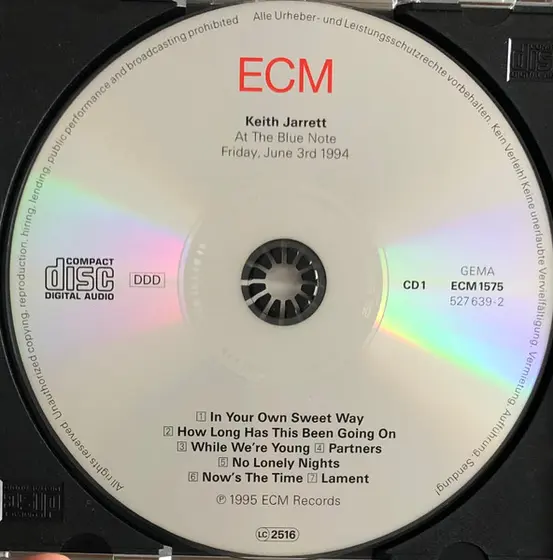 Alle Urheber- und Leistungsschutzrechte vorbehalten. Kein Verleih! Keine unerlaubte Vervielfältigung, Vermietung, Aufführung, Sendung!
ECM
Keith Jarrett
At The Blue Note
Friday, June 3rd 1994
COMPACT
disc
DIGITAL AUDIO
DDD
CD1
GEMA
ECM 1575
527 639-2
1 In Your Own Sweet Way
2 How Long Has This Been Going On
3 While We're Young 4 Partners
5 No Lonely Nights
6 Now's The Time 7 Lament
℗ 1995 ECM Records
LC 2516
All rights reserved. Unauthorized copying, reproduction, hiring, lending, public performance and broadcasting prohibited